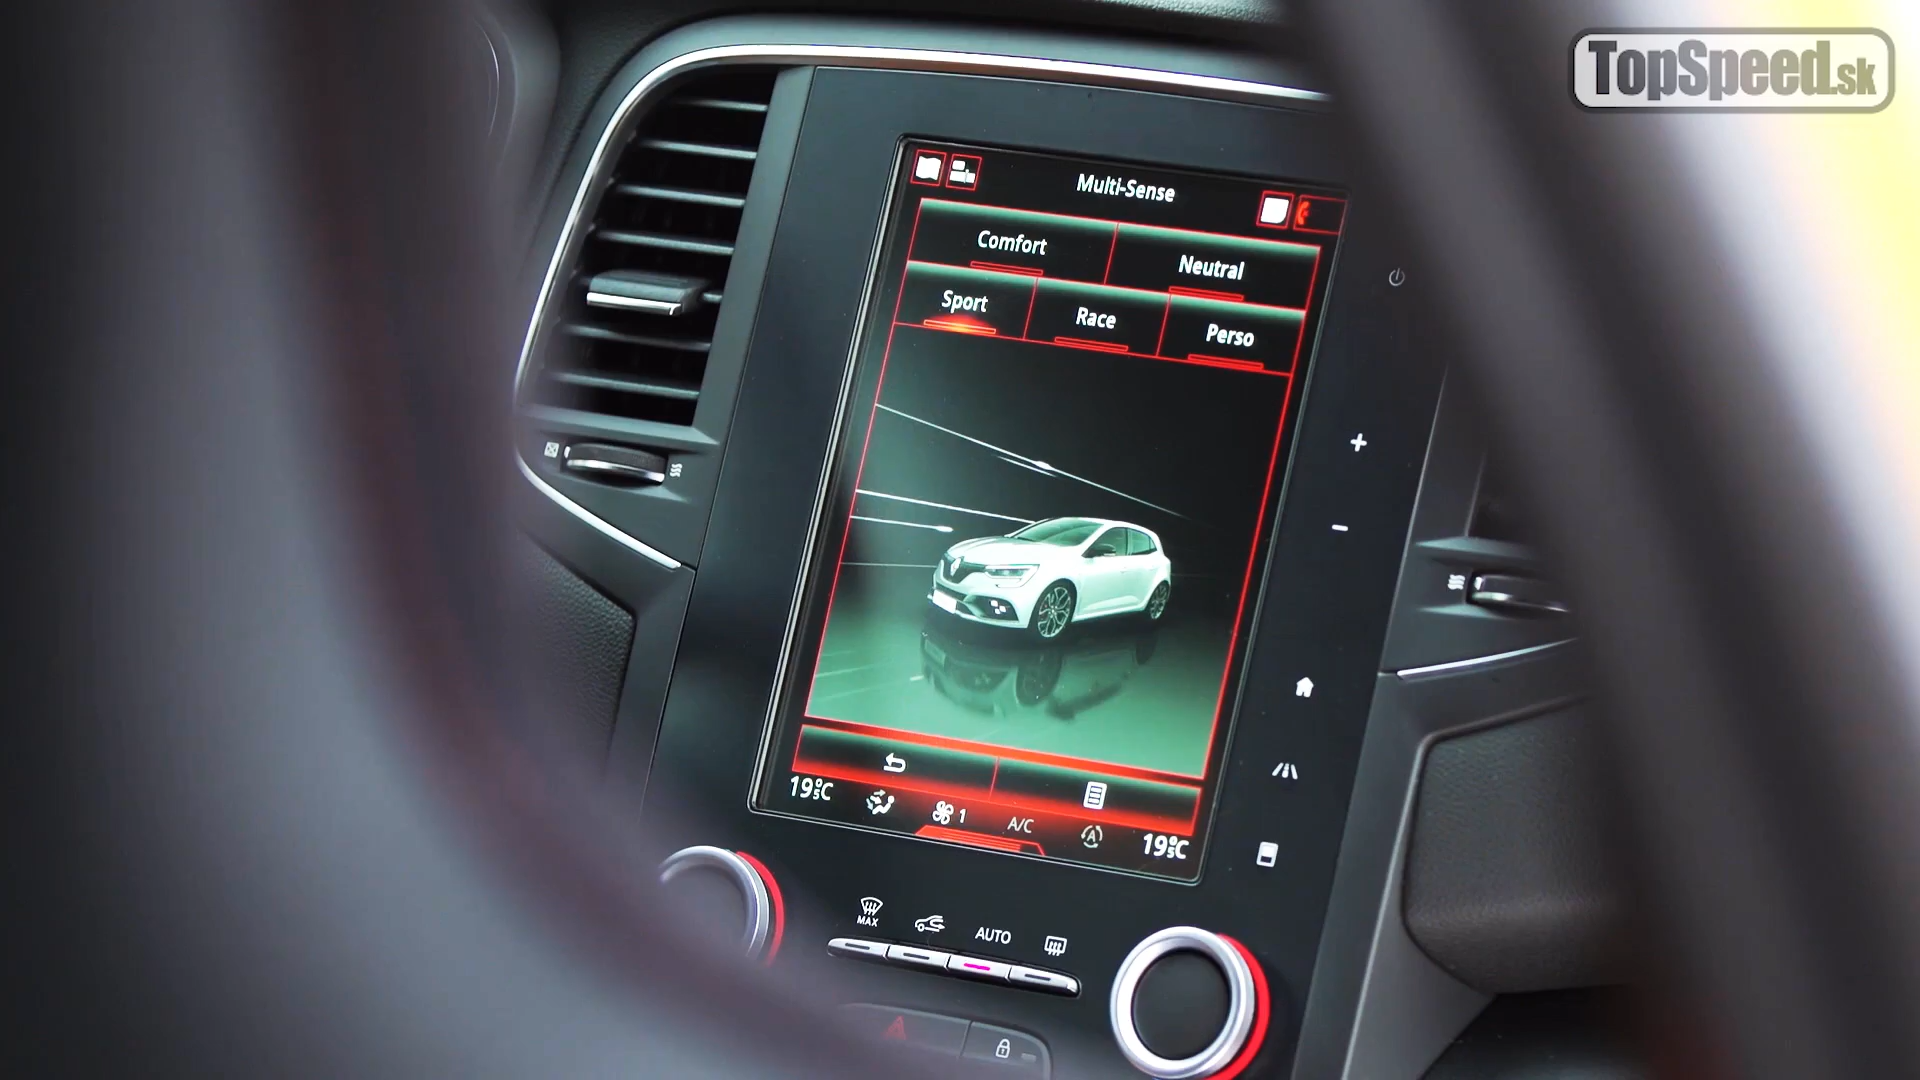 TopSpeed.sk
Multi-Sense
Comfort
Neutral
Sport
Race
Perso
19.5°C
1
A/C
A
19.5°C
MAX
AUTO